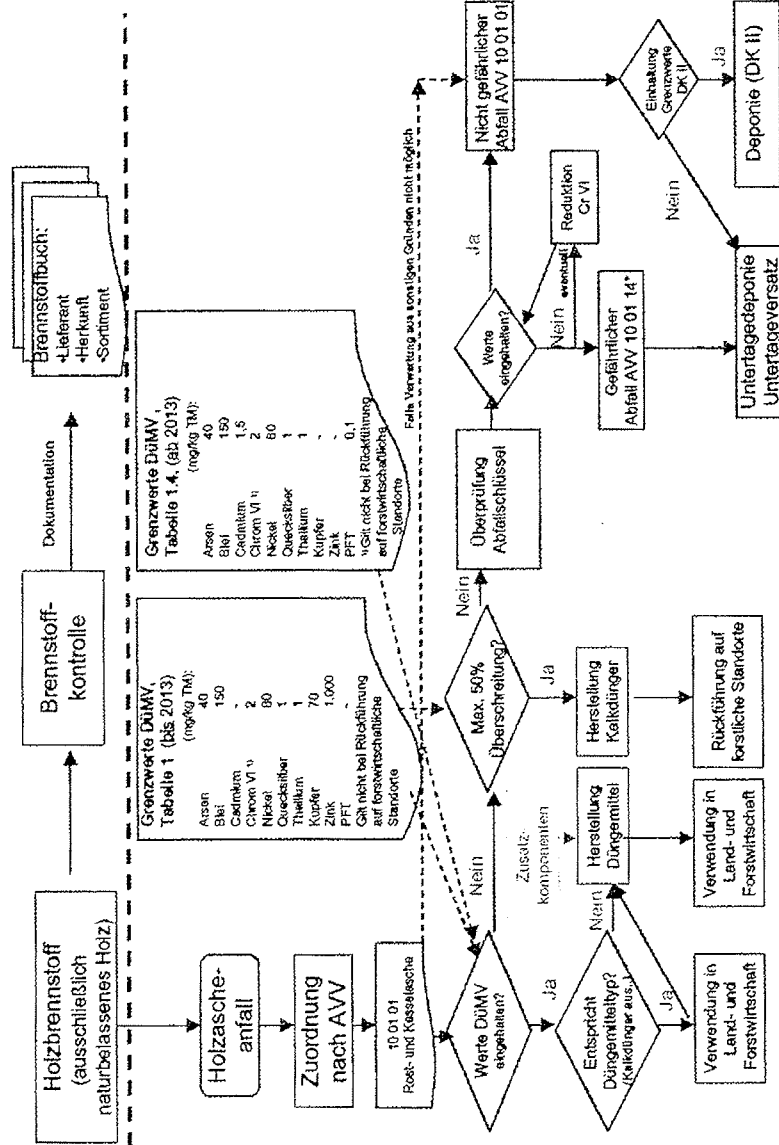 Holzbrennstoff
(ausschließlich
naturbelassenes Holz)
Brennstoff-
kontrolle
Dokumentation
Brennstoffbuch:
•Lieferant
•Herkunft
•Sortiment
Holzasche-
anfall
Zuordnung
nach AVV
10 01 01
Rost- und Kesselasche
Grenzwerte DüMV,
Tabelle 1 (bis 2013)
(mg/kg TM):
Arsen 40
Blei 150
Cadmium -
Chrom VI ¹⁾ 2
Nickel 80
Quecksilber 1
Thallium 1
Kupfer 70
Zink 1.000
PFT -
Gilt nicht bei Rückführung
auf forstwirtschaftliche
Standorte
Grenzwerte DüMV,
Tabelle 1.4, (ab 2013)
(mg/kg TM):
Arsen 40
Blei 150
Cadmium 1,5
Chrom VI ¹⁾ 2
Nickel 80
Quecksilber 1
Thallium 1
Kupfer -
Zink -
PFT 0,1
¹⁾Gilt nicht bei Rückführung
auf forstwirtschaftliche
Standorte
Falls Verwertung aus sonstigen Gründen nicht möglich
Werte DüMV
eingehalten?
Nein
Ja
Max. 50%
Überschreitung?
Nein
Ja
Überprüfung
Abfallschlüssel
Werte
eingehalten?
Ja
Nein
eventuell
Reduktion
Cr VI
Nicht gefährlicher
Abfall AVV 10 01 01
Gefährlicher
Abfall AVV 10 01 14*
Einhaltung
Grenzwerte
DK II
Ja
Nein
Entspricht
Düngemitteltyp?
(Kalkdünger aus..)
Nein
Ja
Zusatz-
komponenten
Herstellung
Düngemittel
Herstellung
Kalkdünger
Verwendung in
Land- und
Forstwirtschaft
Verwendung in
Land- und
Forstwirtschaft
Rückführung auf
forstliche Standorte
Untertagedeponie
Untertageversatz
Deponie (DK II)